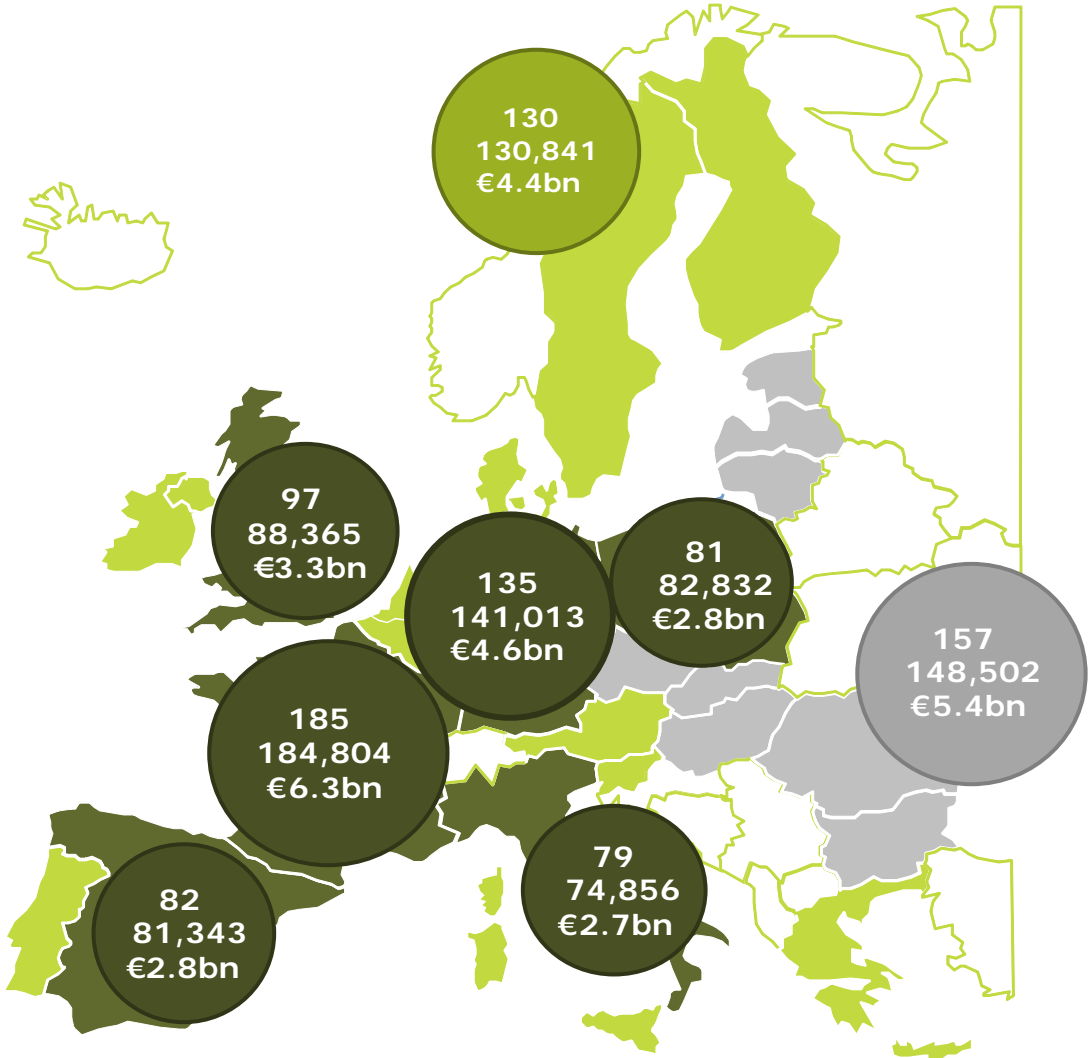 130
130,841
€4.4bn
97
88,365
€3.3bn
135
141,013
€4.6bn
81
82,832
€2.8bn
157
148,502
€5.4bn
185
184,804
€6.3bn
79
74,856
€2.7bn
82
81,343
€2.8bn